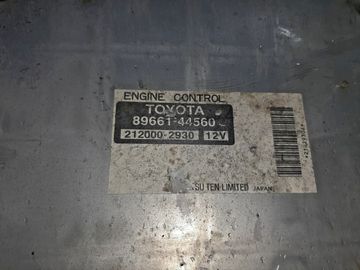 ENGINE CONTROL
TOYOTA
89661-44560
212000-2930 12V
SU TEN LIMITED JAPAN